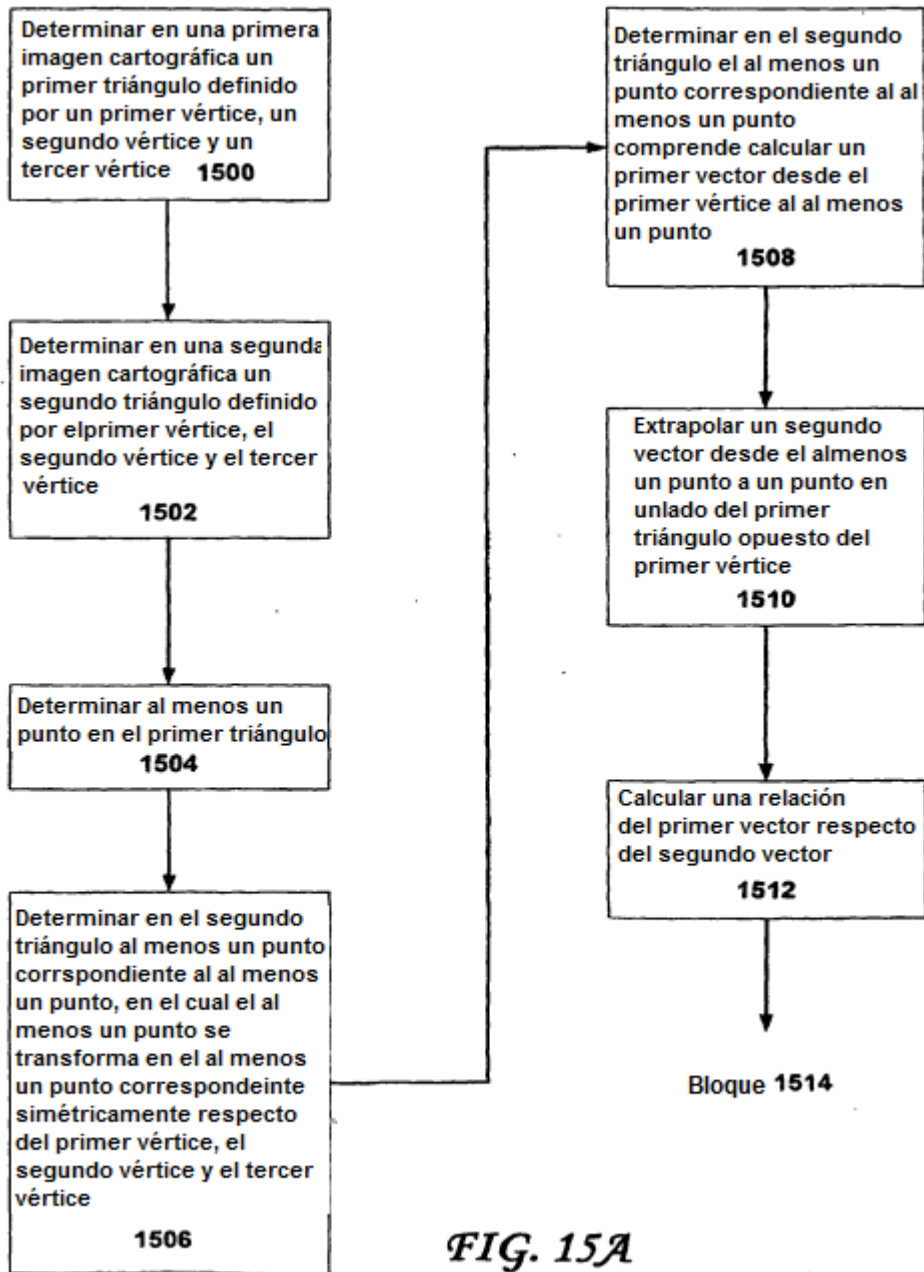 Determinar en una primera
imagen cartográfica un
primer triángulo definido
por un primer vértice, un
segundo vértice y un
tercer vértice 1500
Determinar en una segunda
imagen cartográfica un
segundo triángulo definido
por elprimer vértice, el
segundo vértice y el tercer
vértice
1502
Determinar al menos un
punto en el primer triángulo
1504
Determinar en el segundo
triángulo al menos un punto
corrspondiente al al menos
un punto, en el cual el al
menos un punto se
transforma en el al menos
un punto correspondeinte
simétricamente respecto
del primer vértice, el
segundo vértice y el tercer
vértice
1506
Determinar en el segundo
triángulo el al menos un
punto correspondiente al al
menos un punto
comprende calcular un
primer vector desde el
primer vértice al al menos
un punto
1508
Extrapolar un segundo
vector desde el almenos
un punto a un punto en
unlado del primer
triángulo opuesto del
primer vértice
1510
Calcular una relación
del primer vector respecto
del segundo vector
1512
Bloque 1514
FIG. 15A